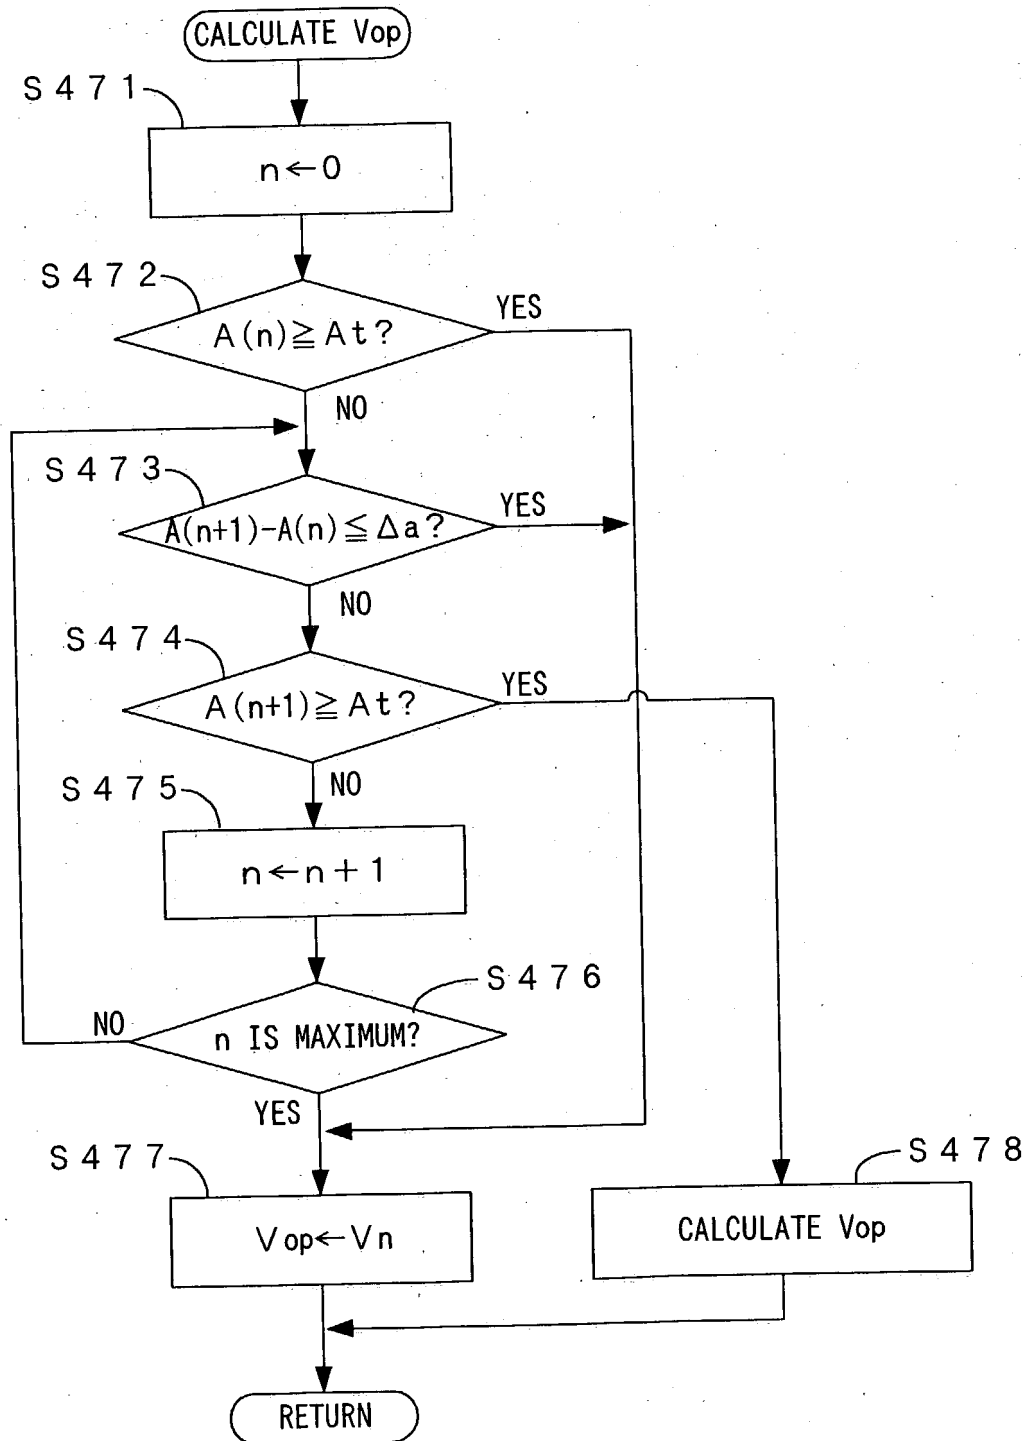 CALCULATE Vop
S471
n←0
S472
A(n)≧At?
YES
NO
S473
A(n+1)-A(n)≦Δa?
YES
NO
S474
A(n+1)≧At?
YES
NO
S475
n←n+1
S476
n IS MAXIMUM?
NO
YES
S477
Vop←Vn
S478
CALCULATE Vop
RETURN